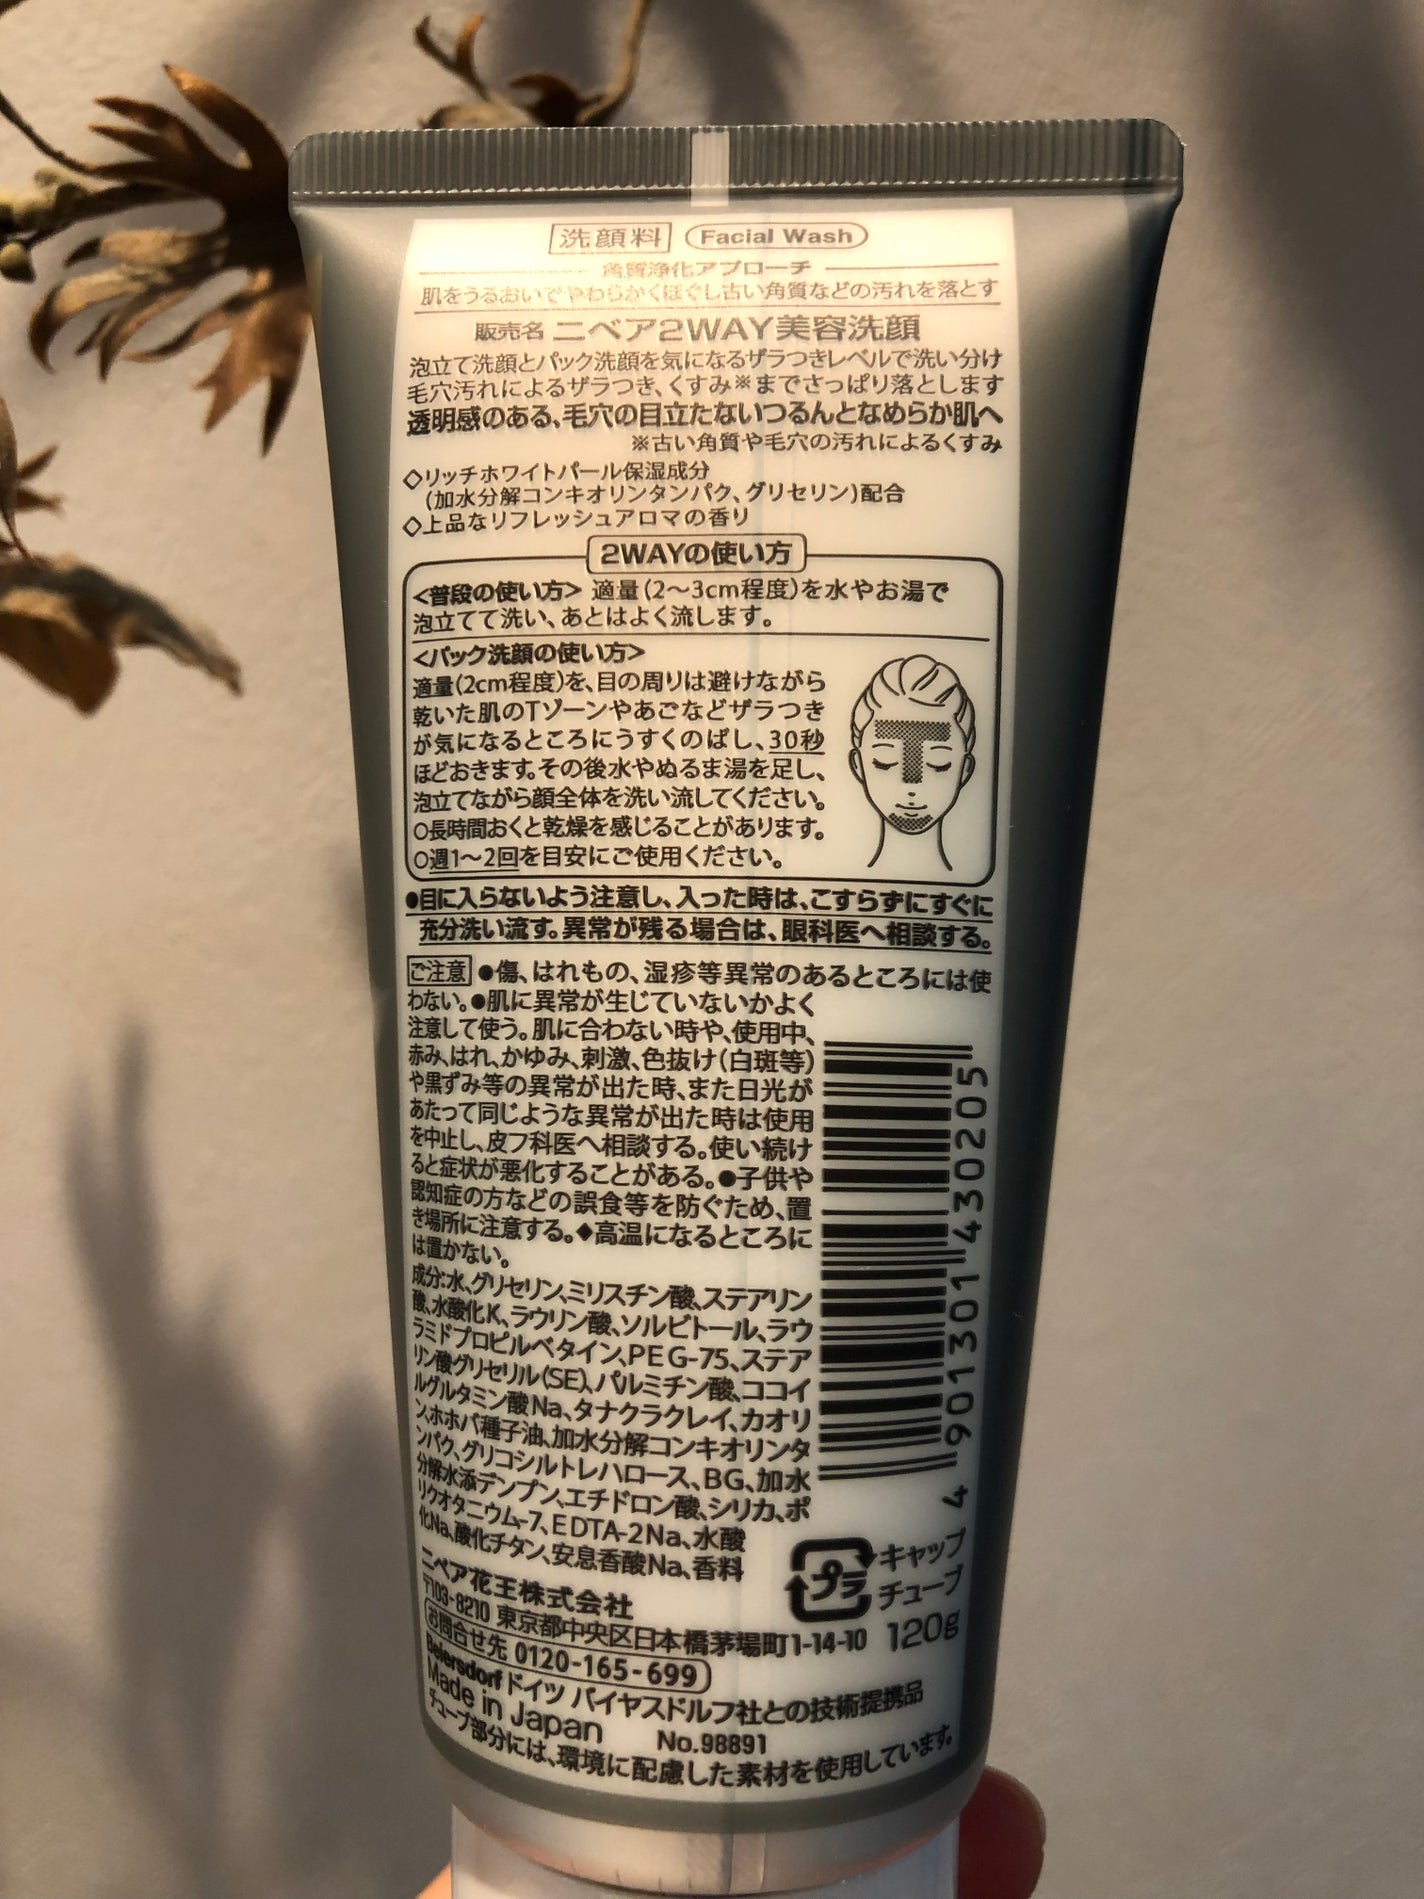 洗顔料 Facial Wash
角質浄化アプローチ
肌をうるおいでやわらかくほぐし古い角質などの汚れを落とす
販売名 ニベア2WAY美容洗顔
泡立て洗顔とパック洗顔を気になるザラつきレベルで洗い分け
毛穴汚れによるザラつき、くすみ※までさっぱり落とします
透明感のある、毛穴の目立たないつるんとなめらか肌へ
※古い角質や毛穴の汚れによるくすみ
◇リッチホワイトパール保湿成分
(加水分解コンキオリンタンパク、グリセリン)配合
◇上品なリフレッシュアロマの香り
2WAYの使い方
<普段の使い方> 適量(2〜3cm程度)を水やお湯で
泡立てて洗い、あとはよく流します。
<パック洗顔の使い方>
適量(2cm程度)を、目の周りは避けながら
乾いた肌のTゾーンやあごなどザラつき
が気になるところにうすくのばし、30秒
ほどおきます。その後水やぬるま湯を足し、
泡立てながら顔全体を洗い流してください。
○長時間おくと乾燥を感じることがあります。
○週1〜2回を目安にご使用ください。
●目に入らないよう注意し、入った時は、こすらずにすぐに
充分洗い流す。異常が残る場合は、眼科医へ相談する。
ご注意 ●傷、はれもの、湿疹等異常のあるところには使
わない。●肌に異常が生じていないかよく
注意して使う。肌に合わない時や、使用中、
赤み、はれ、かゆみ、刺激、色抜け(白斑等)
や黒ずみ等の異常が出た時、また日光が
あたって同じような異常が出た時は使用
を中止し、皮フ科医へ相談する。使い続け
ると症状が悪化することがある。●子供や
認知症の方などの誤食等を防ぐため、置
き場所に注意する。◆高温になるところに
は置かない。
成分:水、グリセリン、ミリスチン酸、ステアリン
酸、水酸化K、ラウリン酸、ソルビトール、ラウ
ラミドプロピルベタイン、PEG-75、ステア
リン酸グリセリル(SE)、パルミチン酸、ココイ
ルグルタミン酸Na、タナクラクレイ、カオリ
ン、ホホバ種子油、加水分解コンキオリンタ
ンパク、グリコシルトレハロース、BG、加水
分解水添デンプン、エチドロン酸、シリカ、ポ
リクオタニウム-7、EDTA-2Na、水酸
化Na、酸化チタン、安息香酸Na、香料
4 901301 430205
プラ キャップ
チューブ
ニベア花王株式会社
〒103-8210 東京都中央区日本橋茅場町1-14-10 120g
お問合せ先 0120-165-699
Beiersdorf ドイツ バイヤスドルフ社との技術提携品
Made in Japan No.98891
チューブ部分には、環境に配慮した素材を使用しています。